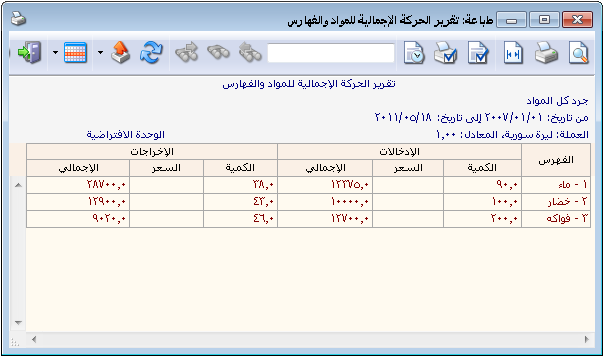 طباعة: تقرير الحركة الإجمالية للمواد والفهارس
تقرير الحركة الإجمالية للمواد والفهارس
جرد كل المواد
من تاريخ: ٢٠٠٧/٠١/٠١ إلى تاريخ: ٢٠١١/٠٥/١٨
العملة: ليرة سورية، المعادل: ١,٠٠ الوحدة الافتراضية
الفهرس الإدخالات الإخراجات
الكمية السعر الإجمالي الكمية السعر الإجمالي
١ - ماء ٩٠,٠ ١٢٣٧٥,٠ ٣٨,٠ ٢٨٧٠٠,٠
٢ - خضار ١٠٠,٠ ١٠٠٠٠,٠ ٤٣,٠ ١٢٩٠٠,٠
٣ - فواكه ٢٠٠,٠ ١٢٧٠٠,٠ ٤٦,٠ ٩٠٢٠,٠